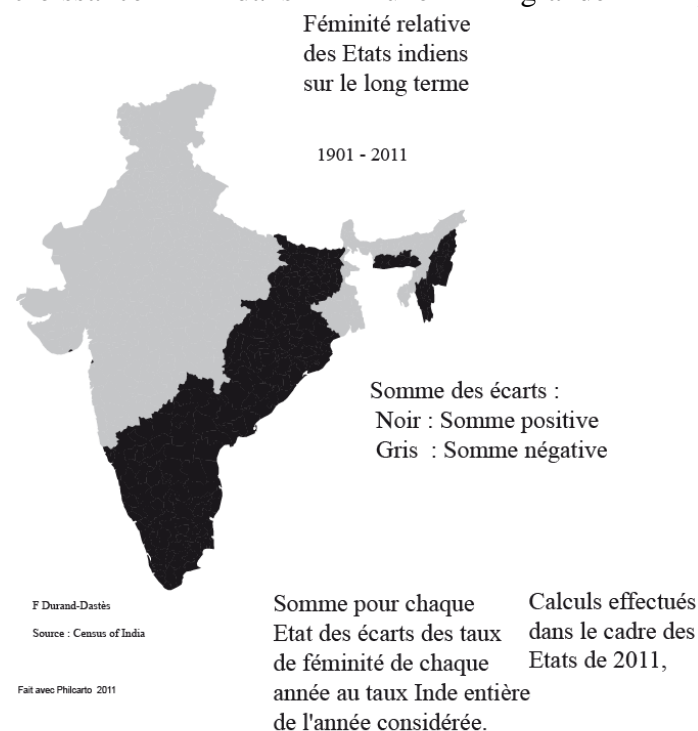 Féminité relative
des Etats indiens
sur le long terme
1901 - 2011
Somme des écarts :
Noir : Somme positive
Gris : Somme négative
F Durand-Dastès
Source : Census of India
Fait avec Philcarto 2011
Somme pour chaque
Etat des écarts des taux
de féminité de chaque
année au taux Inde entière
de l'année considérée.
Calculs effectués
dans le cadre des
Etats de 2011,